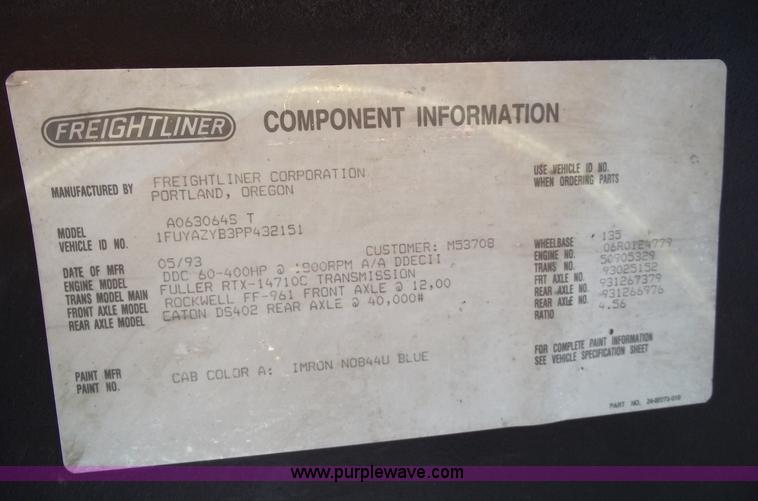 FREIGHTLINER COMPONENT INFORMATION
MANUFACTURED BY FREIGHTLINER CORPORATION
PORTLAND, OREGON
USE VEHICLE ID NO.
WHEN ORDERING PARTS
MODEL A063064S T
VEHICLE ID NO. 1FUYAZYB3PP432151
DATE OF MFR 05/93 CUSTOMER: M5370B
ENGINE MODEL DDC 60-400HP @ 1800RPM A/A DDECII
TRANS MODEL MAIN FULLER RTX-14710C TRANSMISSION
FRONT AXLE MODEL ROCKWELL FF-961 FRONT AXLE @ 12,00
REAR AXLE MODEL EATON DS402 REAR AXLE @ 40,000#
WHEELBASE 135
ENGINE NO. 06R0124779
TRANS NO. 50905329
FRT AXLE NO. 93025152
REAR AXLE NO. 931267379
REAR AXLE NO. 931266976
RATIO 4.56
PAINT MFR
PAINT NO. CAB COLOR A: IMRON N0844U BLUE
FOR COMPLETE PAINT INFORMATION
SEE VEHICLE SPECIFICATION SHEET
PART NO.
www.purplewave.com